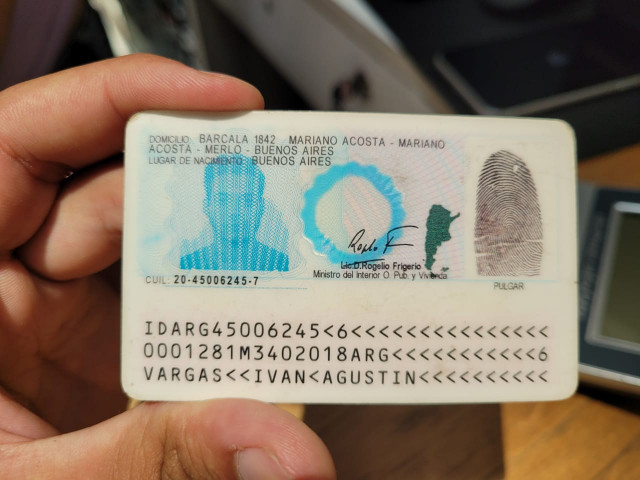 DOMICILIO: BARCALA 1842 MARIANO ACOSTA - MARIANO
ACOSTA - MERLO - BUENOS AIRES
LUGAR DE NACIMIENTO: BUENOS AIRES
CUIL: 20-45006245-7
Lic.D.Rogelio Frigerio
Ministro del Interior O. Pub. y Vivienda
PULGAR
IDARG45006245<6<<<<<<<<<<<<<<<
0001281M3402018ARG<<<<<<<<<<<6
VARGAS<<IVAN<AGUSTIN<<<<<<<<<<